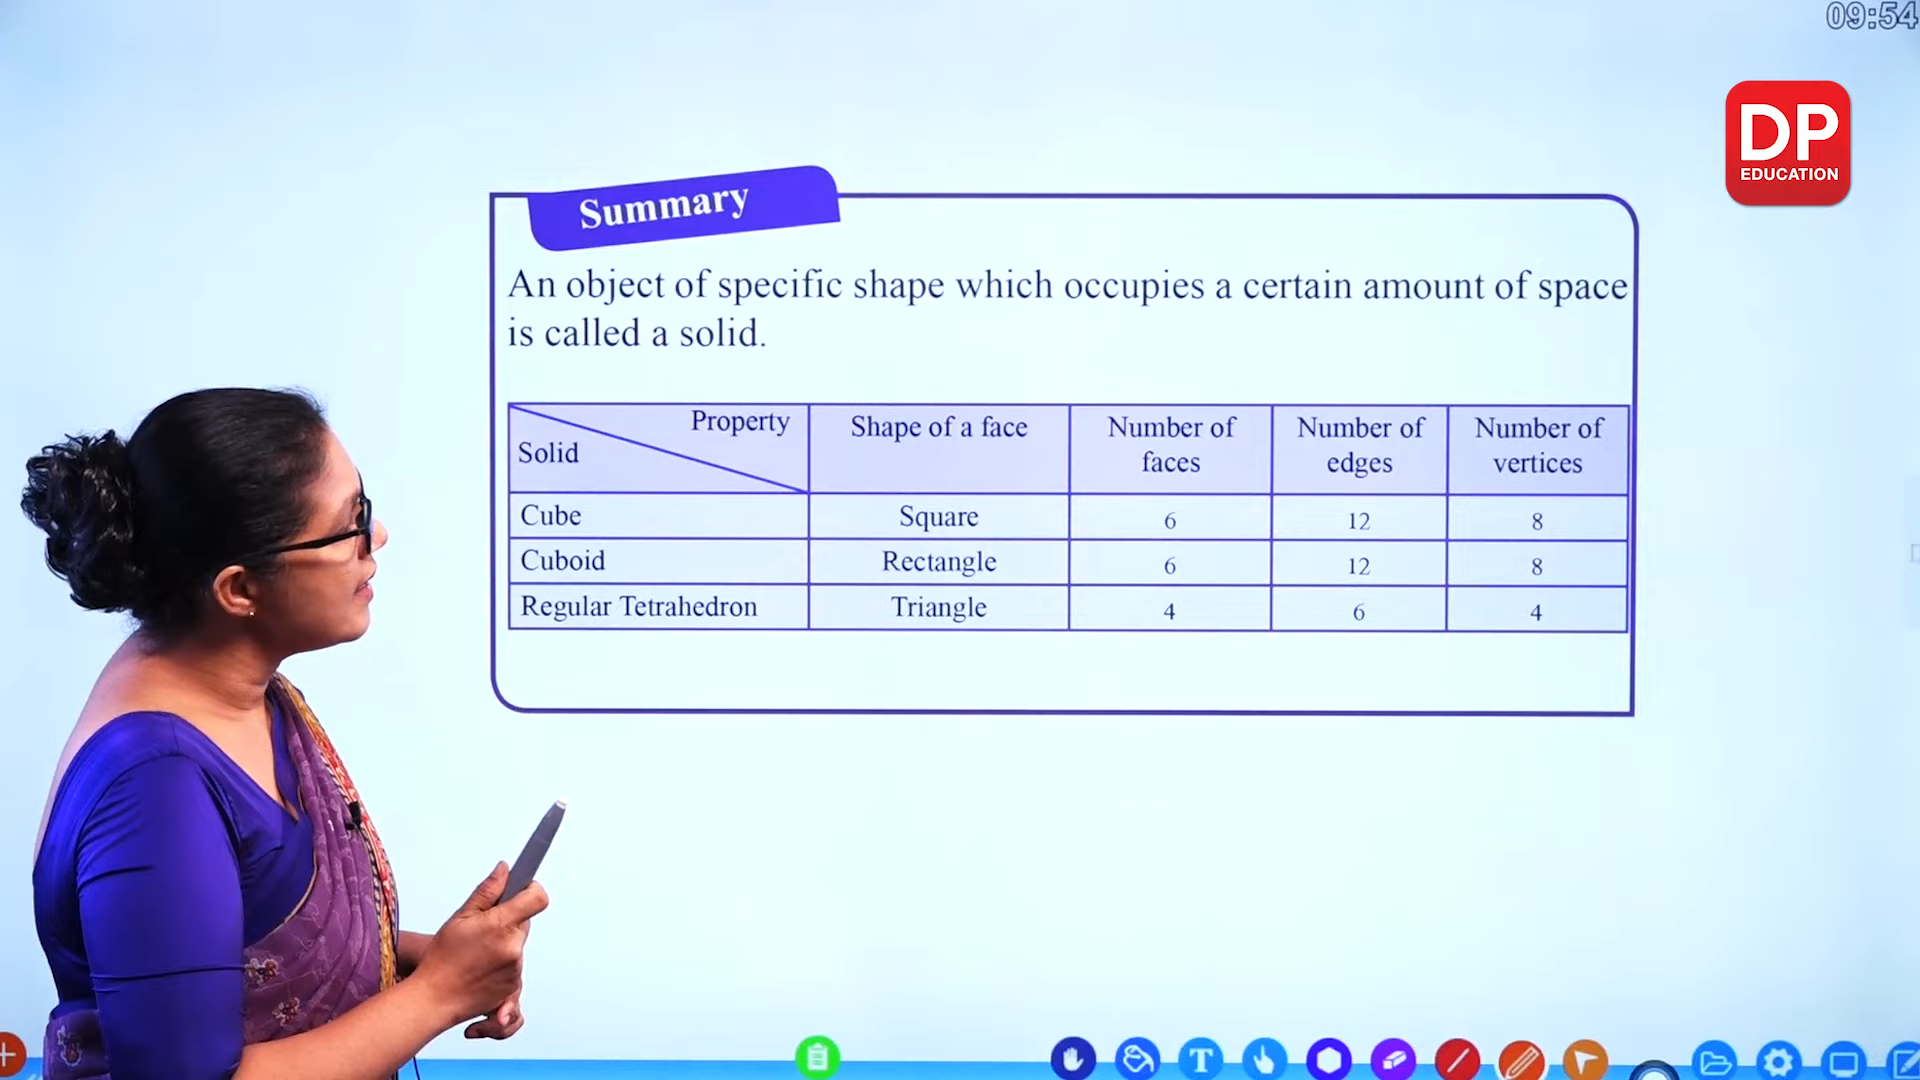 09:54
DP
EDUCATION
Summary
An object of specific shape which occupies a certain amount of space
is called a solid.
Property
Solid
Shape of a face
Number of
faces
Number of
edges
Number of
vertices
Cube Square 6 12 8
Cuboid Rectangle 6 12 8
Regular Tetrahedron Triangle 4 6 4
T